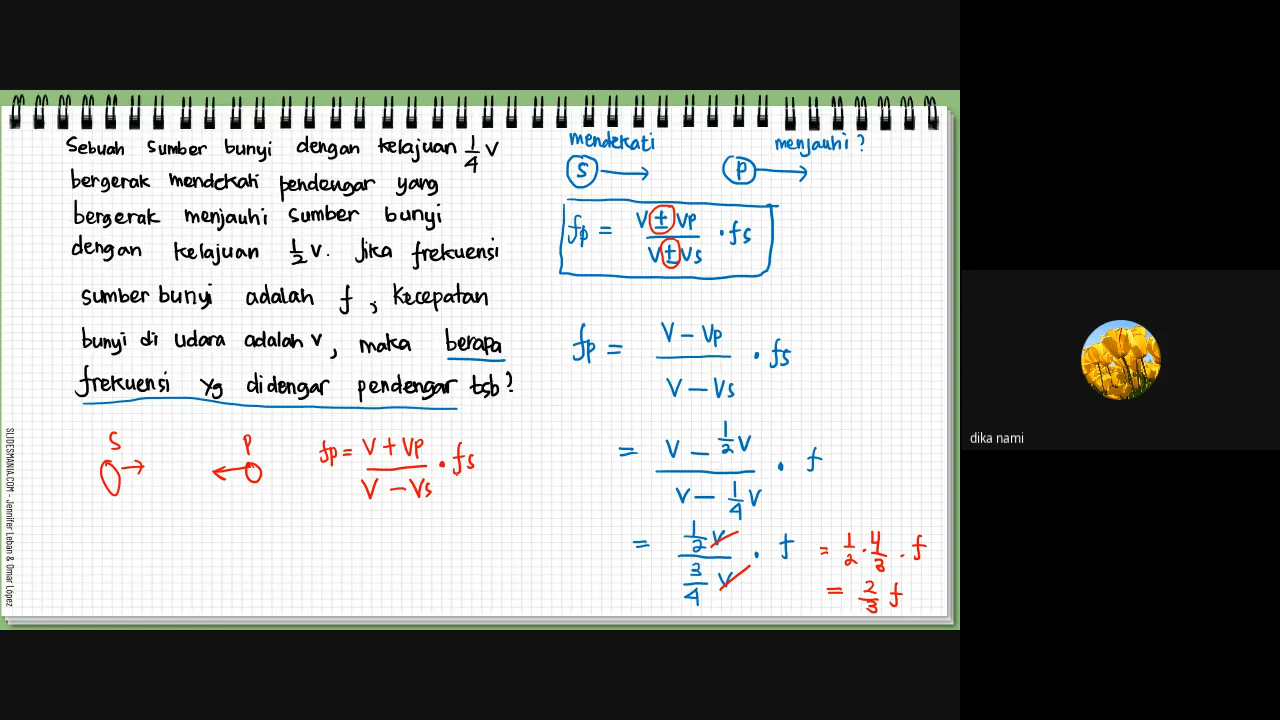 Sebuah sumber bunyi dengan kelajuan 1/4 V
bergerak mendekati pendengar yang
bergerak menjauhi sumber bunyi
dengan kelajuan 1/2 V. Jika frekuensi
sumber bunyi adalah f, kecepatan
bunyi di udara adalah v, maka berapa
frekuensi yg didengar pendengar tsb?
S P
fp = V + Vp / V - Vs . fs
mendekati menjauhi?
S P
fp = V ± Vp / V ± Vs . fs
fp = V - Vp / V - Vs . fs
= V - 1/2 V / V - 1/4 V . f
= 1/2 V / 3/4 V . f = 1/2 . 4/3 . f
= 2/3 f
SLIDESMANIA.COM - Jennifer Leban & Omar López
dika nami